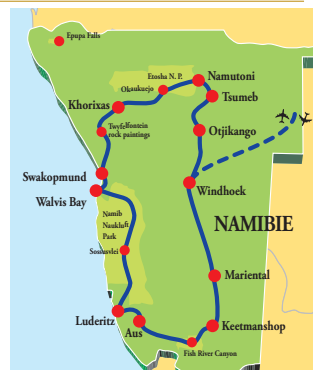 Epupa Falls
Etosha N. P.
Namutoni
Okaukuejo
Tsumeb
Khorixas
Twyfelfontein
rock paintings
Otjikango
Swakopmund
Walvis Bay
Windhoek
Namib
Naukluft
Park
NAMIBIE
Sossusvlei
Mariental
Luderitz
Aus
Keetmanshop
Fish River Canyon